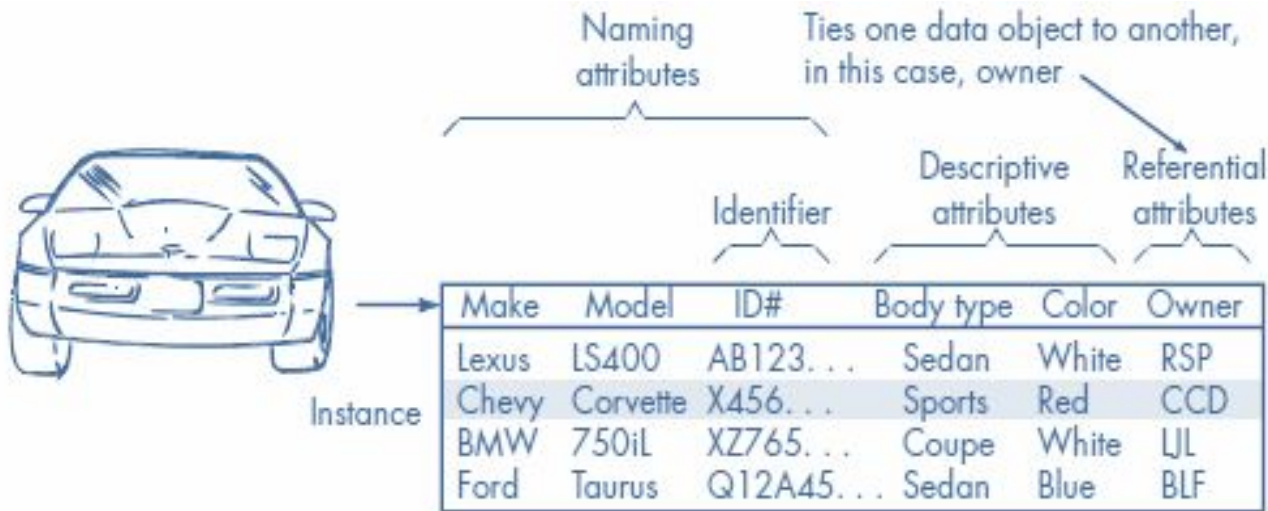 Naming
attributes
Ties one data object to another,
in this case, owner
Identifier
Descriptive
attributes
Referential
attributes
Make Model ID# Body type Color Owner
Lexus LS400 AB123. . . Sedan White RSP
Instance
Chevy Corvette X456. . . Sports Red CCD
BMW 750iL XZ765. . . Coupe White LJL
Ford Taurus Q12A45. . . Sedan Blue BLF